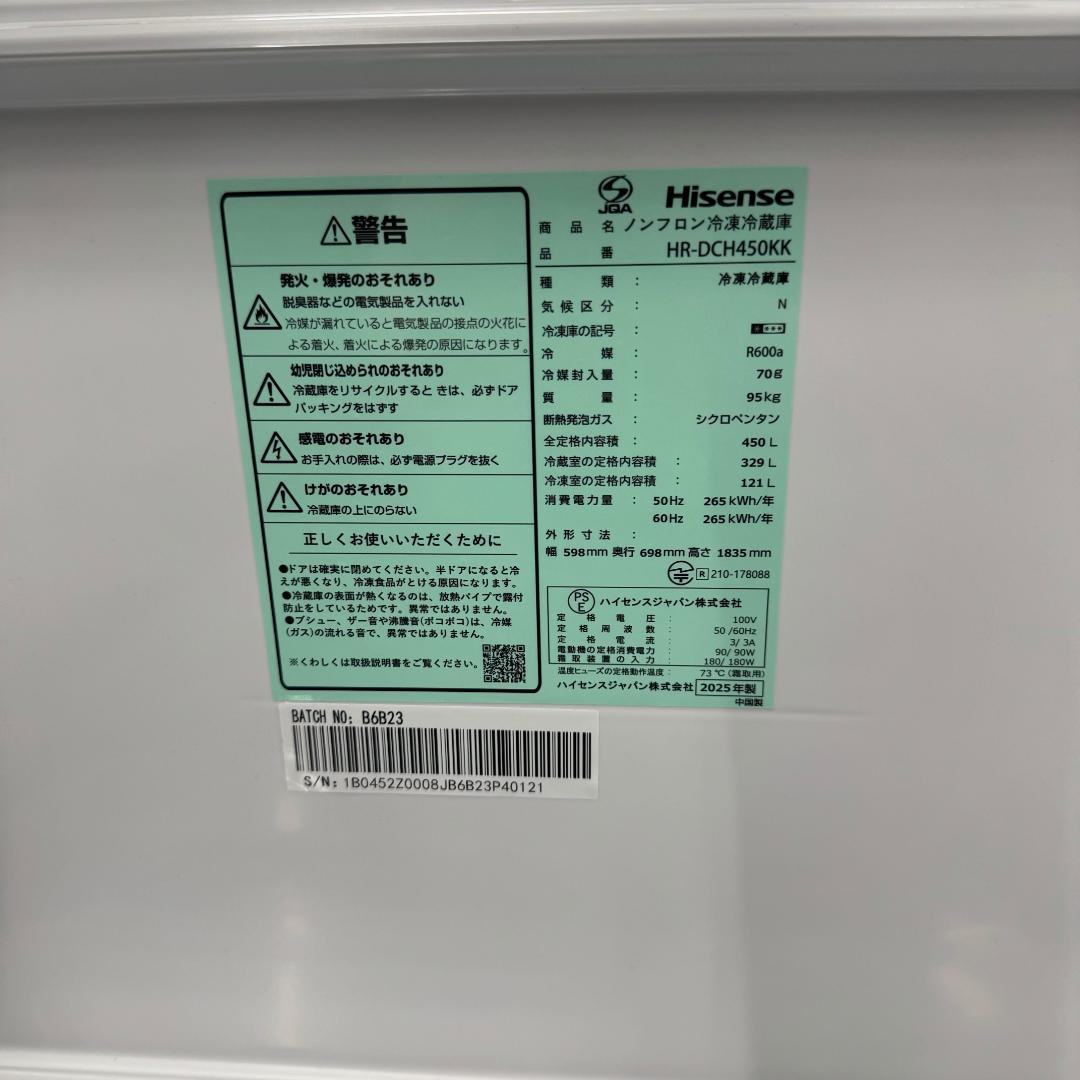 警告
発火・爆発のおそれあり
脱臭器などの電気製品を入れない
冷媒が漏れていると電気製品の接点の火花に
よる着火、着火による爆発の原因になります。
幼児閉じ込められのおそれあり
冷蔵庫をリサイクルすると きは、必ずドア
パッキングをはずす
感電のおそれあり
お手入れの際は、必ず電源プラグを抜く
けがのおそれあり
冷蔵庫の上にのらない
正しくお使いいただくために
●ドアは確実に閉めてください。半ドアになると冷
えが悪くなり、冷凍食品がとける原因になります。
●冷蔵庫の表面が熱くなるのは、放熱パイプで露付
防止をしているためです。異常ではありません。
●プシュー、ザー音や沸騰音(ボコボコ)は、冷媒
(ガス)の流れる音で、異常ではありません。
※くわしくは取扱説明書をご覧ください。
JQA
Hisense
商品名 ノンフロン冷凍冷蔵庫
品番 HR-DCH450KK
種類 : 冷凍冷蔵庫
気候区分 : N
冷凍庫の記号 : ****
冷媒 : R600a
冷媒封入量 : 70g
質量 : 95kg
断熱発泡ガス : シクロペンタン
全定格内容積 : 450 L
冷蔵室の定格内容積 : 329 L
冷凍室の定格内容積 : 121 L
消費電力量 : 50Hz 265kWh/年
60Hz 265kWh/年
外形寸法 :
幅 598mm 奥行 698mm 高さ 1835mm
R 210-178088
PSE ハイセンスジャパン株式会社
定格電圧 : 100V
定格周波数 : 50/60Hz
定格電流 : 3/3A
電動機の定格消費電力 : 90/90W
霜取装置の入力 : 180/180W
温度ヒューズの定格動作温度 : 73℃(霜取用)
ハイセンスジャパン株式会社 2025年製
中国製
BATCH NO: B6B23
S/N: 1B0452Z0008JB6B23P40121